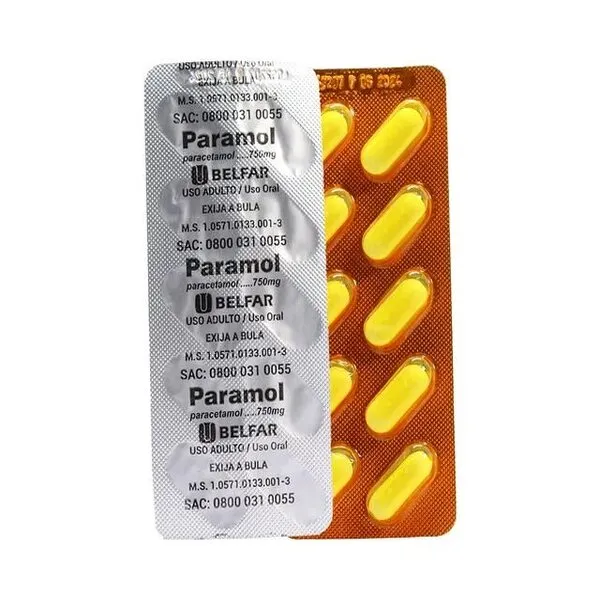 USO ADULTO / Uso Oral
EXIJA A BULA
M.S. 1.0571.0133.001-3
SAC: 0800 031 0055
Paramol
paracetamol.....750mg
BELFAR
USO ADULTO / Uso Oral
EXIJA A BULA
M.S. 1.0571.0133.001-3
SAC: 0800 031 0055
Paramol
paracetamol.....750mg
BELFAR
USO ADULTO / Uso Oral
EXIJA A BULA
M.S. 1.0571.0133.001-3
SAC: 0800 031 0055
Paramol
paracetamol.....750mg
BELFAR
USO ADULTO / Uso Oral
EXIJA A BULA
M.S. 1.0571.0133.001-3
SAC: 0800 031 0055